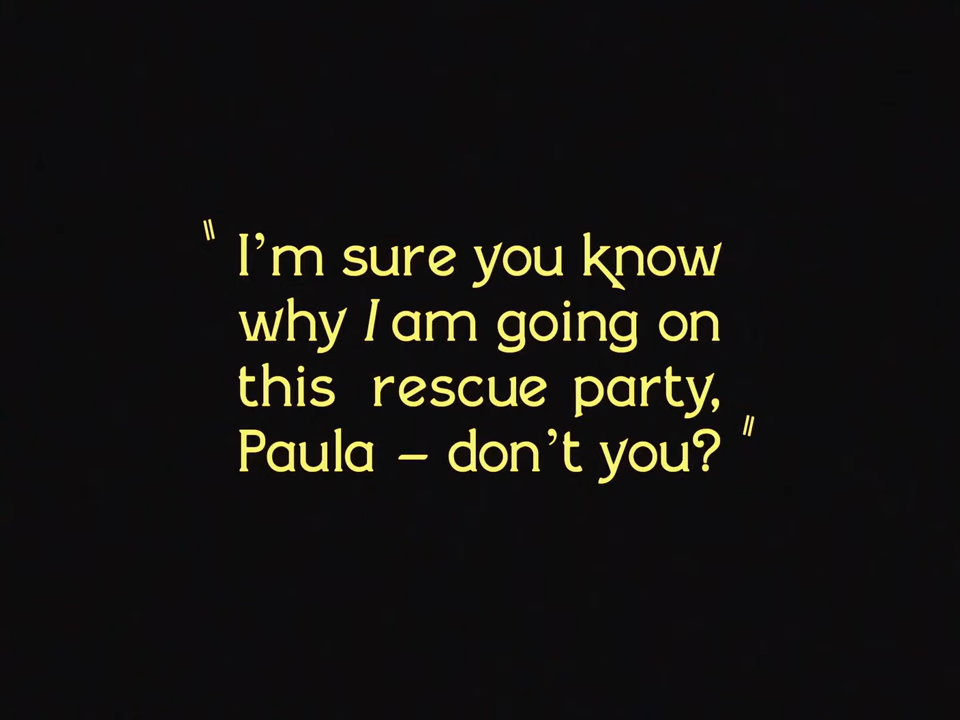 "I'm sure you know
why I am going on
this rescue party,
Paula – don't you?"